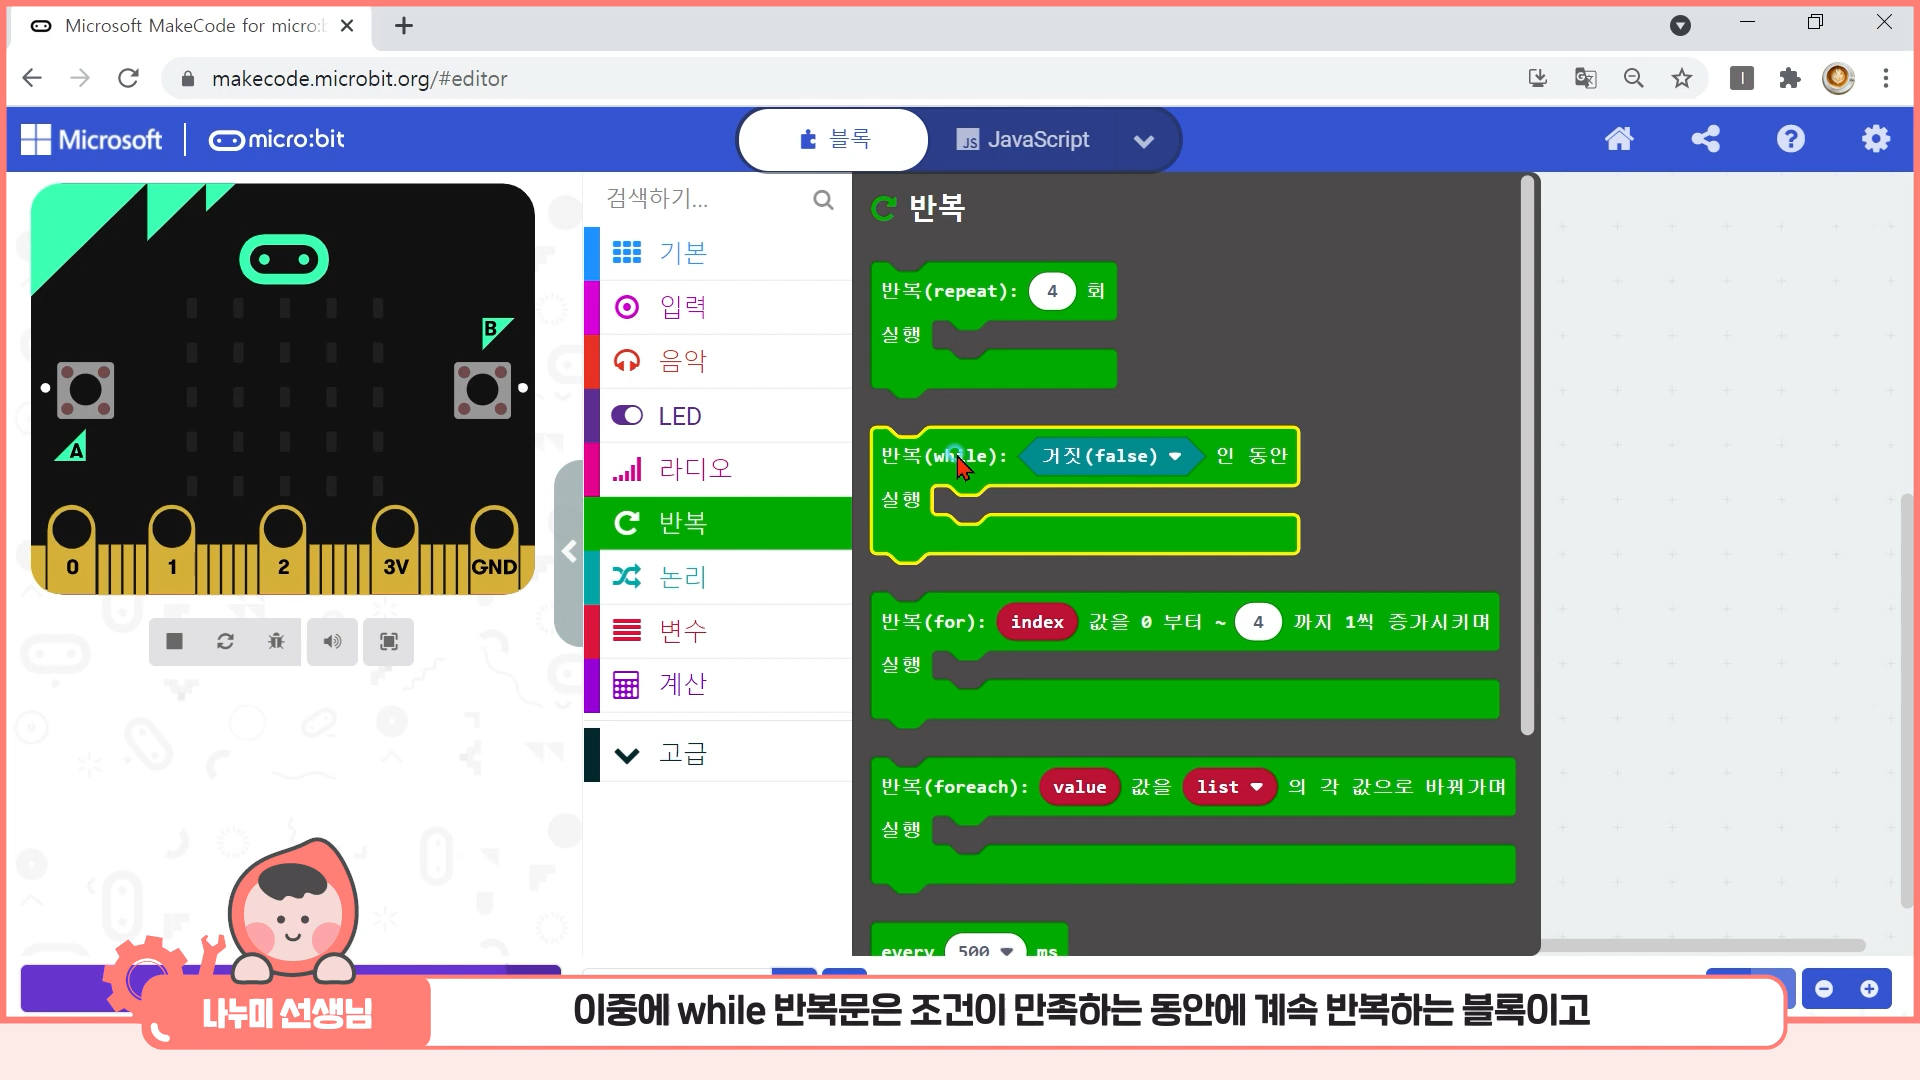 Microsoft MakeCode for micro:b
makecode.microbit.org/#editor
Microsoft
micro:bit
블록
JS JavaScript
검색하기...
기본
입력
음악
LED
라디오
반복
논리
변수
계산
고급
반복
반복(repeat): 4 회
실행
반복(while): 거짓(false) 인 동안
실행
반복(for): index 값을 0 부터 ~ 4 까지 1씩 증가시키며
실행
반복(foreach): value 값을 list 의 각 값으로 바꿔가며
실행
every 500 ms
B
A
0 1 2 3V GND
나누미 선생님
이중에 while 반복문은 조건이 만족하는 동안에 계속 반복하는 블록이고